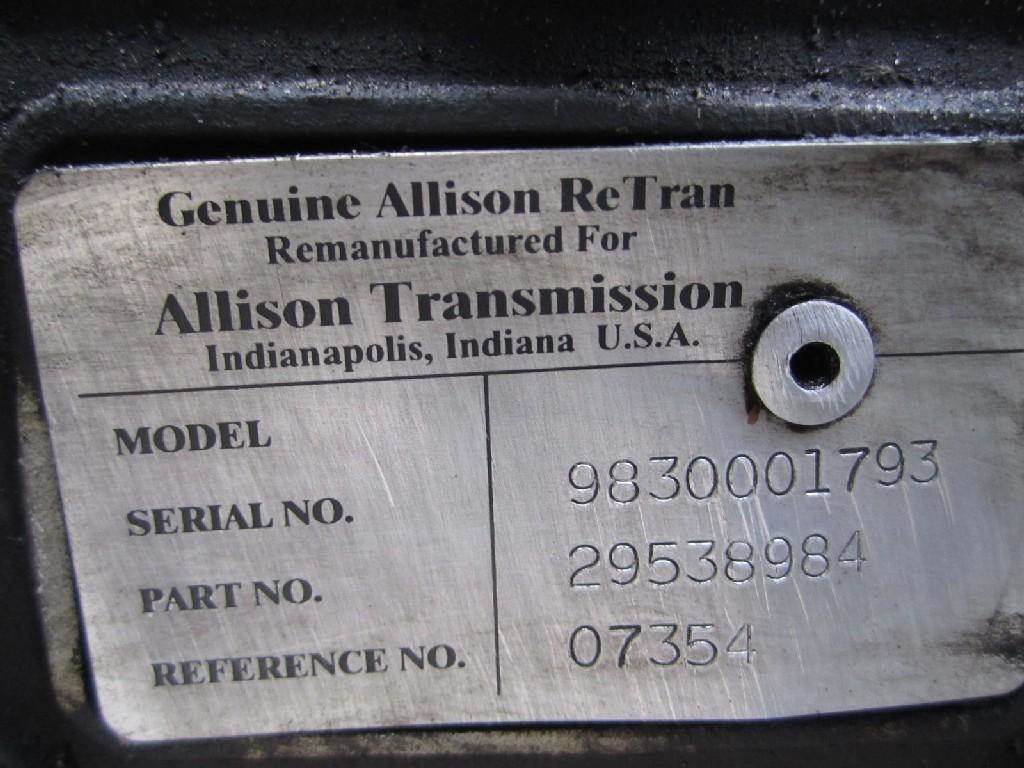 Genuine Allison ReTran
Remanufactured For
Allison Transmission
Indianapolis, Indiana U.S.A.
MODEL
SERIAL NO. 9830001793
PART NO. 29538984
REFERENCE NO. 07354